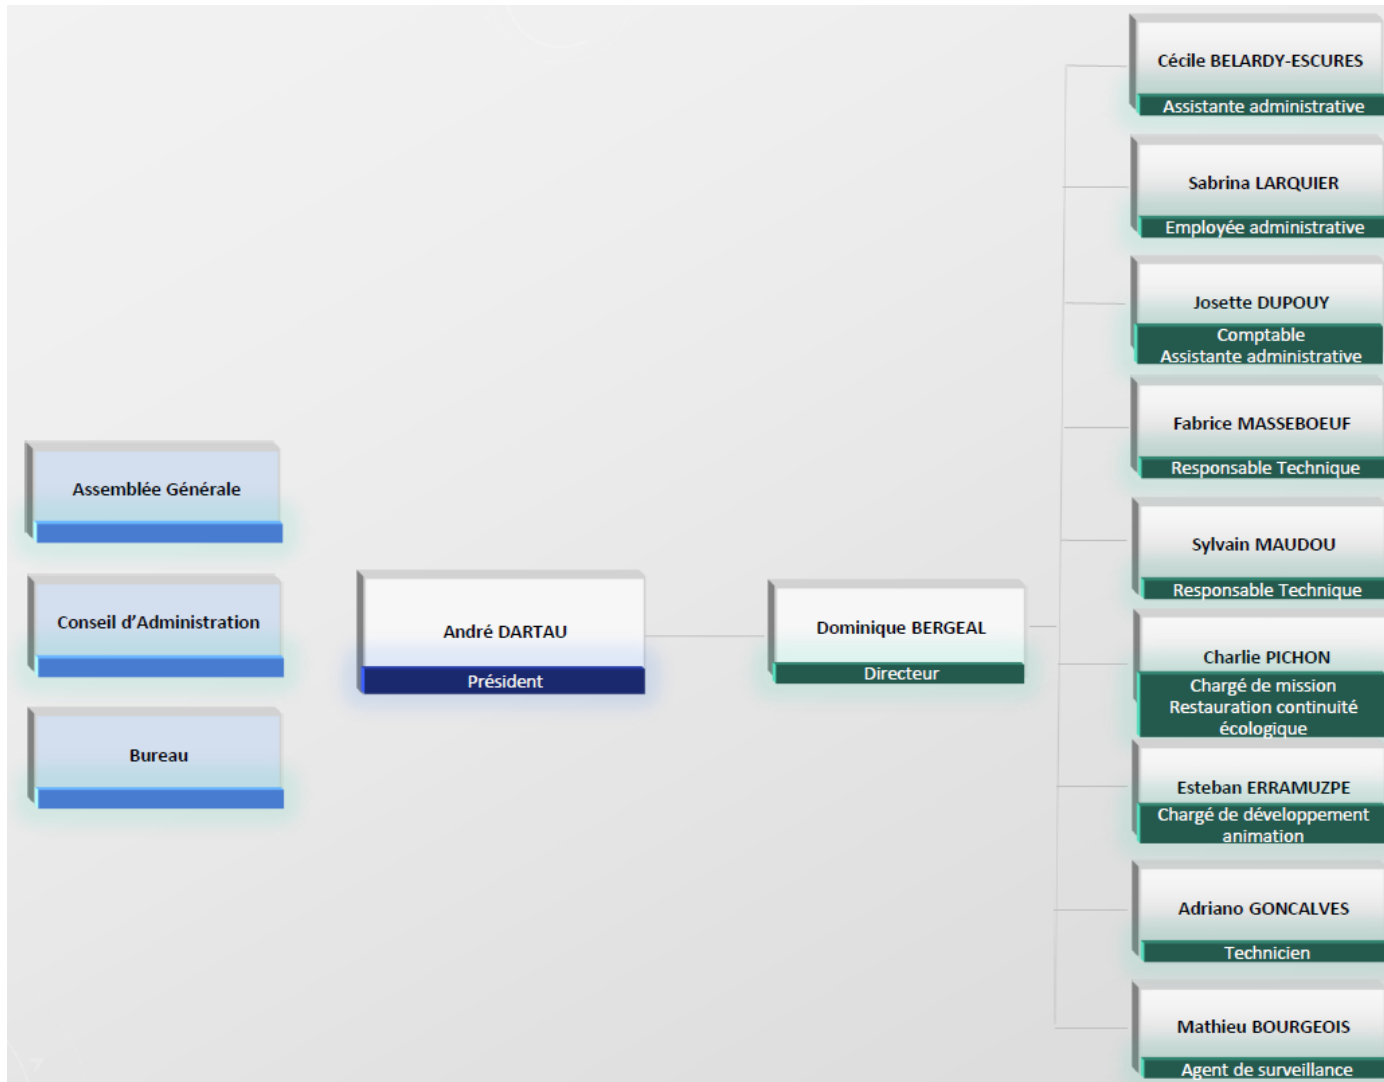 Assemblée Générale
Conseil d’Administration
Bureau
André DARTAU
Président
Dominique BERGEAL
Directeur
Cécile BELARDY-ESCURES
Assistante administrative
Sabrina LARQUIER
Employée administrative
Josette DUPOUY
Comptable
Assistante administrative
Fabrice MASSEBOEUF
Responsable Technique
Sylvain MAUDOU
Responsable Technique
Charlie PICHON
Chargé de mission
Restauration continuité
écologique
Esteban ERRAMUZPE
Chargé de développement
animation
Adriano GONCALVES
Technicien
Mathieu BOURGEOIS
Agent de surveillance
7